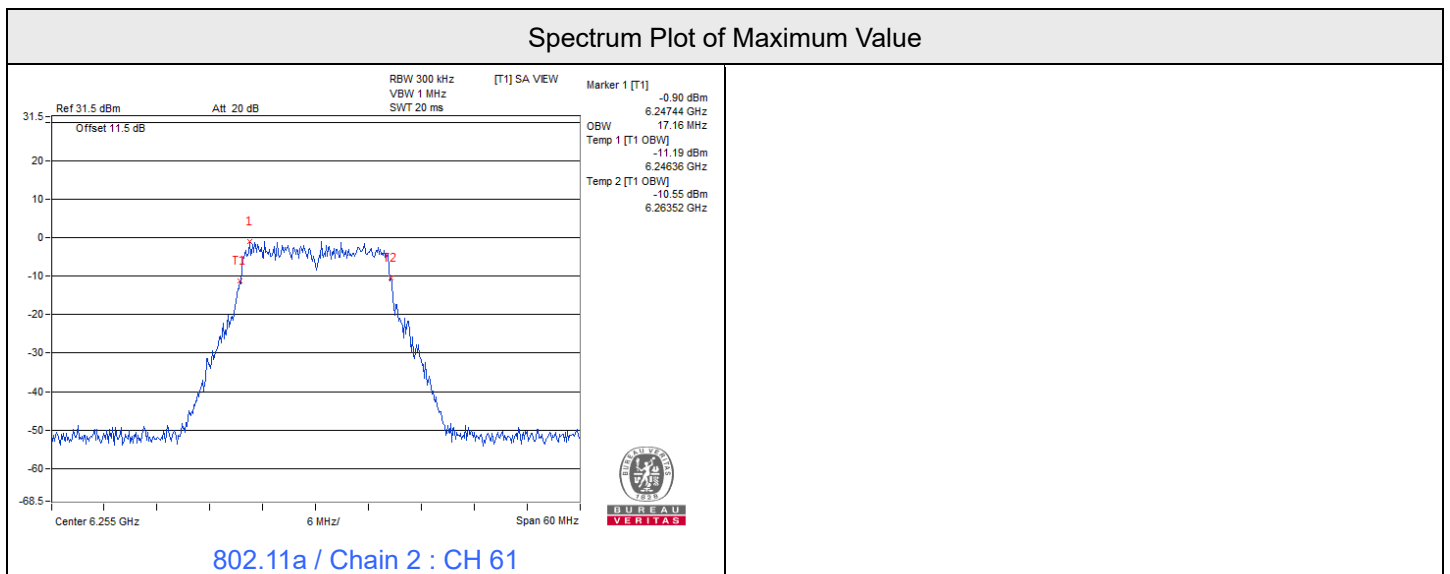 Spectrum Plot of Maximum Value
RBW 300 kHz [T1] SA VIEW
VBW 1 MHz
Ref 31.5 dBm Att 20 dB SWT 20 ms
Marker 1 [T1]
-0.90 dBm
6.24744 GHz
OBW 17.16 MHz
Temp 1 [T1 OBW]
-11.19 dBm
6.24636 GHz
Temp 2 [T1 OBW]
-10.55 dBm
6.26352 GHz
31.5
Offset 11.5 dB
20
10
1
0
T1 T2
-10
-20
-30
-40
-50
-60
-68.5
Center 6.255 GHz 6 MHz/ Span 60 MHz
BUREAU VERITAS
1828
BUREAU
VERITAS
802.11a / Chain 2 : CH 61